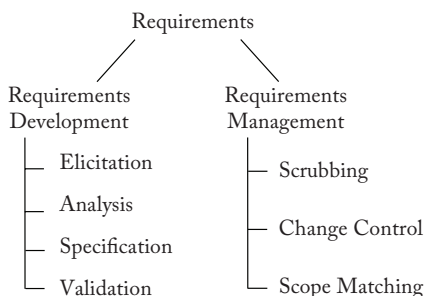 Requirements
Requirements
Development
Elicitation
Analysis
Specification
Validation
Requirements
Management
Scrubbing
Change Control
Scope Matching